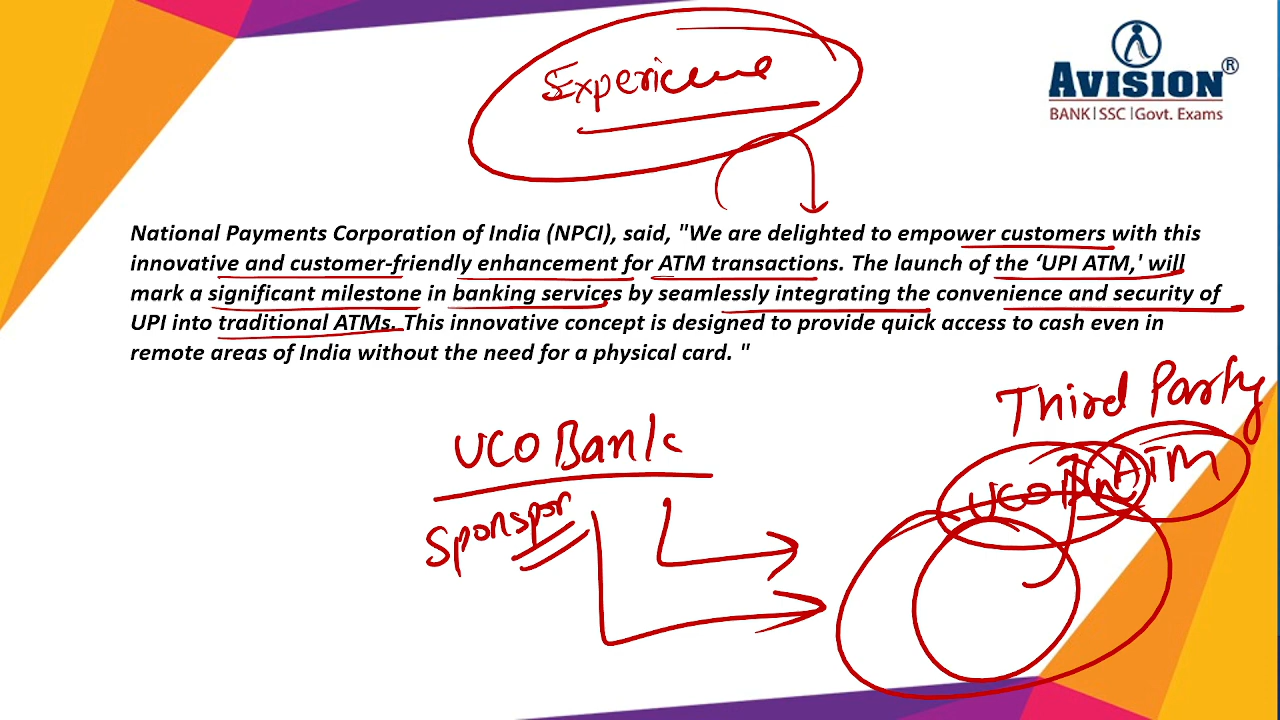 Experience
AVISION®
BANK|SSC|Govt. Exams
National Payments Corporation of India (NPCI), said, "We are delighted to empower customers with this
innovative and customer-friendly enhancement for ATM transactions. The launch of the ‘UPI ATM,' will
mark a significant milestone in banking services by seamlessly integrating the convenience and security of
UPI into traditional ATMs. This innovative concept is designed to provide quick access to cash even in
remote areas of India without the need for a physical card. "
Third Party
UCO Bank
ATM
UCO
Sponspor